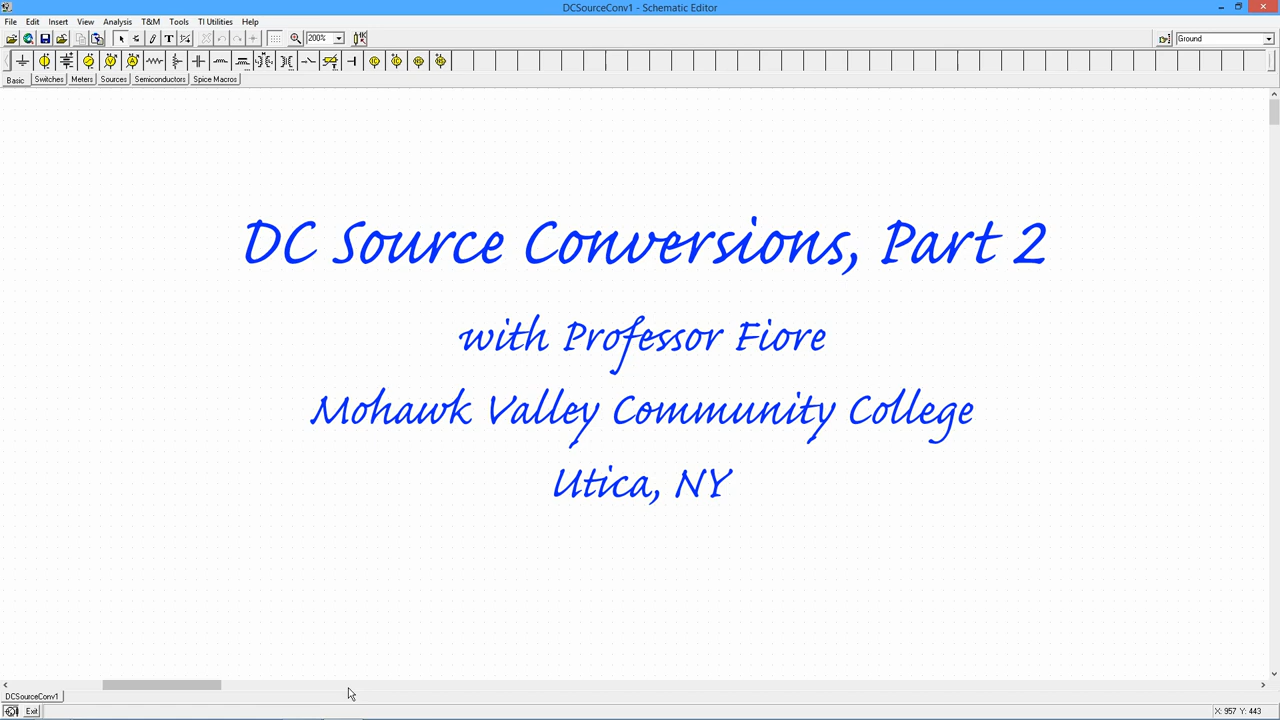 DCSourceConv1 - Schematic Editor
File Edit Insert View Analysis T&M Tools TI Utilities Help
200% Ground
Basic Switches Meters Sources Semiconductors Spice Macros
DC Source Conversions, Part 2
with Professor Fiore
Mohawk Valley Community College
Utica, NY
DCSourceConv1
Exit X: 957 Y: 443